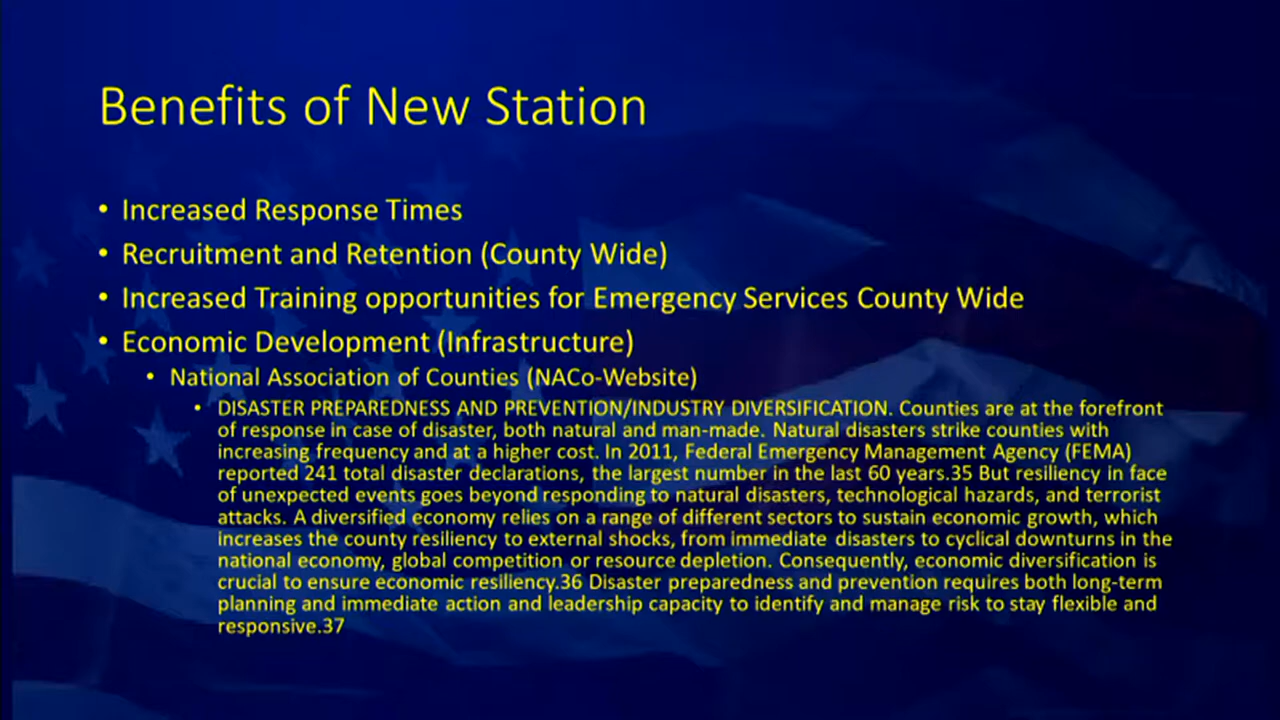 Benefits of New Station
• Increased Response Times
• Recruitment and Retention (County Wide)
• Increased Training opportunities for Emergency Services County Wide
• Economic Development (Infrastructure)
• National Association of Counties (NACo-Website)
• DISASTER PREPAREDNESS AND PREVENTION/INDUSTRY DIVERSIFICATION. Counties are at the forefront
of response in case of disaster, both natural and man-made. Natural disasters strike counties with
increasing frequency and at a higher cost. In 2011, Federal Emergency Management Agency (FEMA)
reported 241 total disaster declarations, the largest number in the last 60 years.35 But resiliency in face
of unexpected events goes beyond responding to natural disasters, technological hazards, and terrorist
attacks. A diversified economy relies on a range of different sectors to sustain economic growth, which
increases the county resiliency to external shocks, from immediate disasters to cyclical downturns in the
national economy, global competition or resource depletion. Consequently, economic diversification is
crucial to ensure economic resiliency.36 Disaster preparedness and prevention requires both long-term
planning and immediate action and leadership capacity to identify and manage risk to stay flexible and
responsive.37